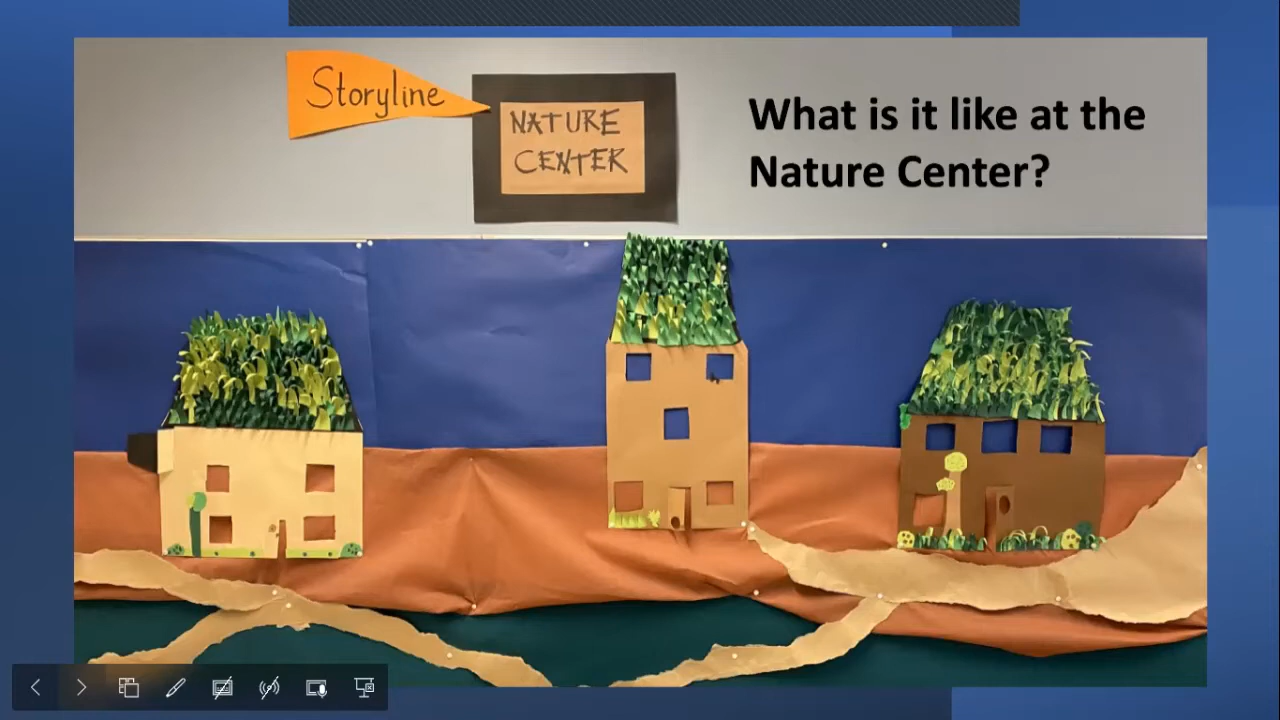 Storyline
NATURE
CENTER
What is it like at the
Nature Center?